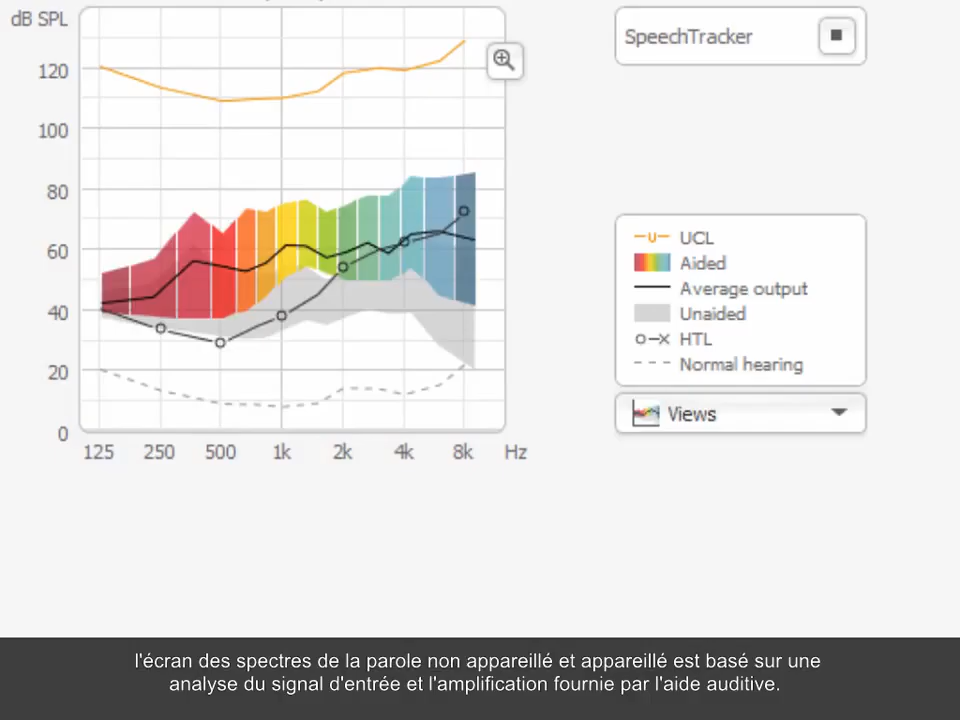 dB SPL
120
100
80
60
40
20
0
125 250 500 1k 2k 4k 8k Hz
SpeechTracker
U UCL
Aided
Average output
Unaided
HTL
Normal hearing
Views
l'écran des spectres de la parole non appareillé et appareillé est basé sur une
analyse du signal d'entrée et l'amplification fournie par l'aide auditive.